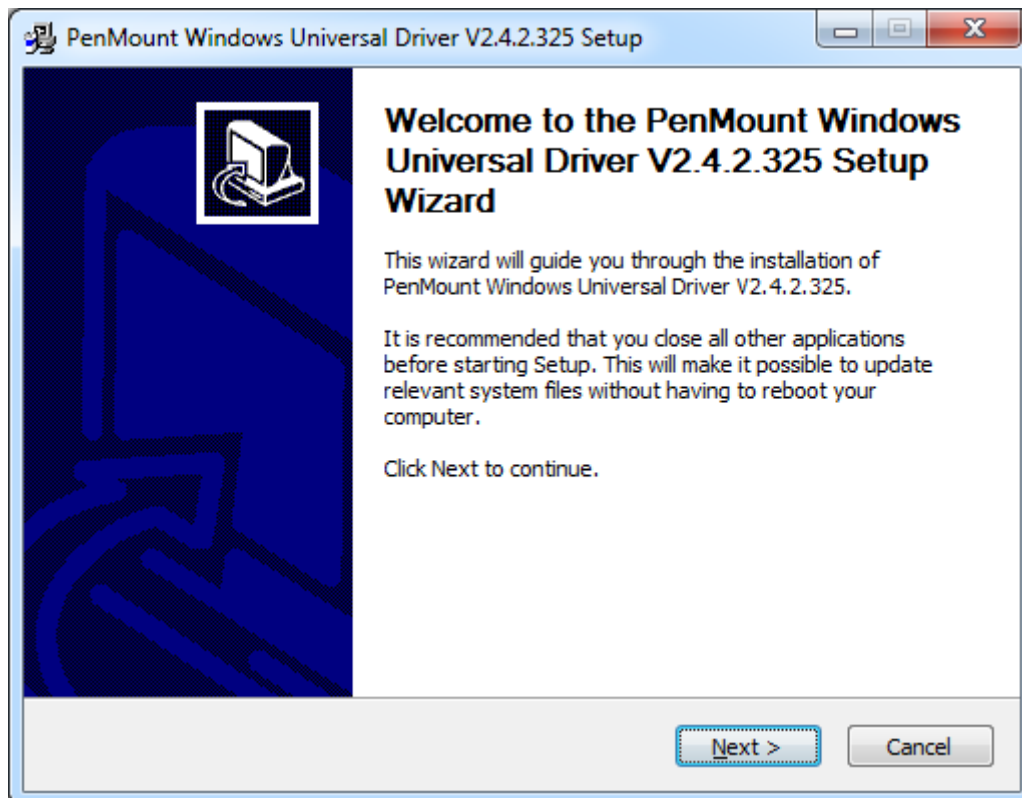 PenMount Windows Universal Driver V2.4.2.325 Setup
Welcome to the PenMount Windows
Universal Driver V2.4.2.325 Setup
Wizard
This wizard will guide you through the installation of
PenMount Windows Universal Driver V2.4.2.325.
It is recommended that you close all other applications
before starting Setup. This will make it possible to update
relevant system files without having to reboot your
computer.
Click Next to continue.
Next >
Cancel